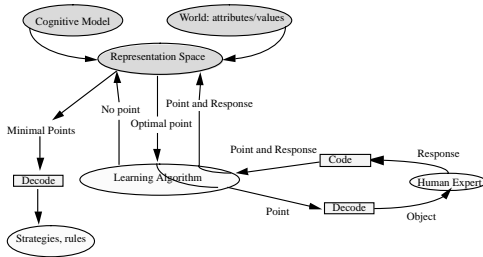 Cognitive Model
World: attributes/values
Representation Space
No point
Point and Response
Optimal point
Minimal Points
Point and Response
Code
Response
Decode
Learning Algorithm
Human Expert
Point
Decode
Object
Strategies, rules